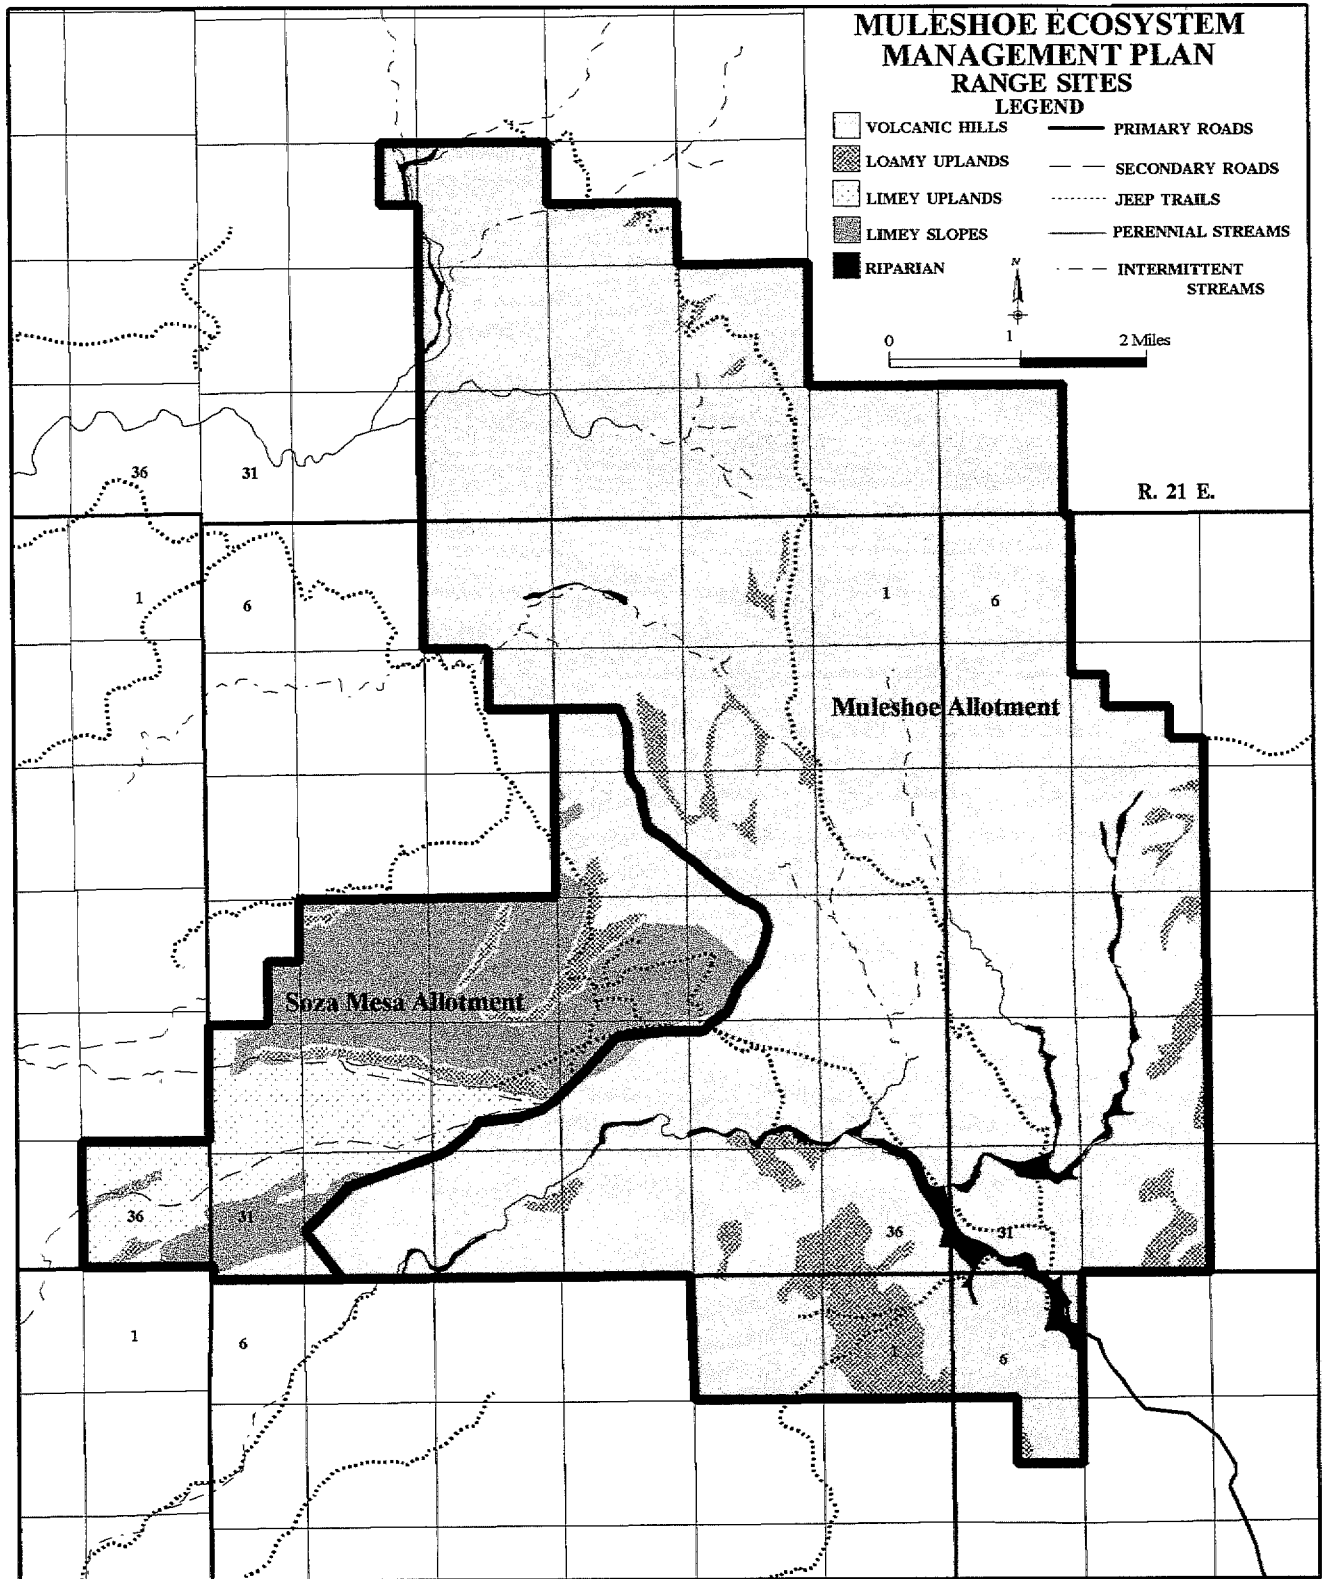 MULESHOE ECOSYSTEM
MANAGEMENT PLAN
RANGE SITES
LEGEND
VOLCANIC HILLS
LOAMY UPLANDS
LIMEY UPLANDS
LIMEY SLOPES
RIPARIAN
PRIMARY ROADS
SECONDARY ROADS
JEEP TRAILS
PERENNIAL STREAMS
INTERMITTENT
STREAMS
N
0 1 2 Miles
36 31
R. 21 E.
1 6 1 6
Muleshoe Allotment
Soza Mesa Allotment
36 31 36 31
1 6 1 6